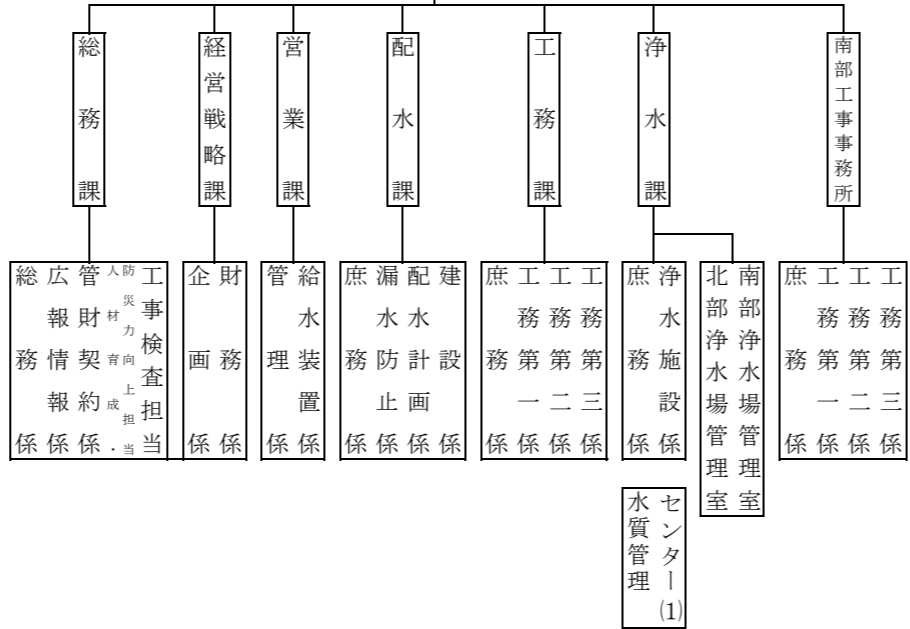 総務課
経営戦略課
営業課
配水課
工務課
浄水課
南部工事事務所
総務係
広報情報係
管財契約係
人材育成・
防災力向上担当
工事検査担当
企画係
財務係
管理係
給水装置係
庶務係
漏水防止係
配水計画係
建設係
庶務係
工務第一係
工務第二係
工務第三係
庶務係
浄水施設係
北部浄水場管理室
南部浄水場管理室
庶務係
工務第一係
工務第二係
工務第三係
水質管理
センター(1)